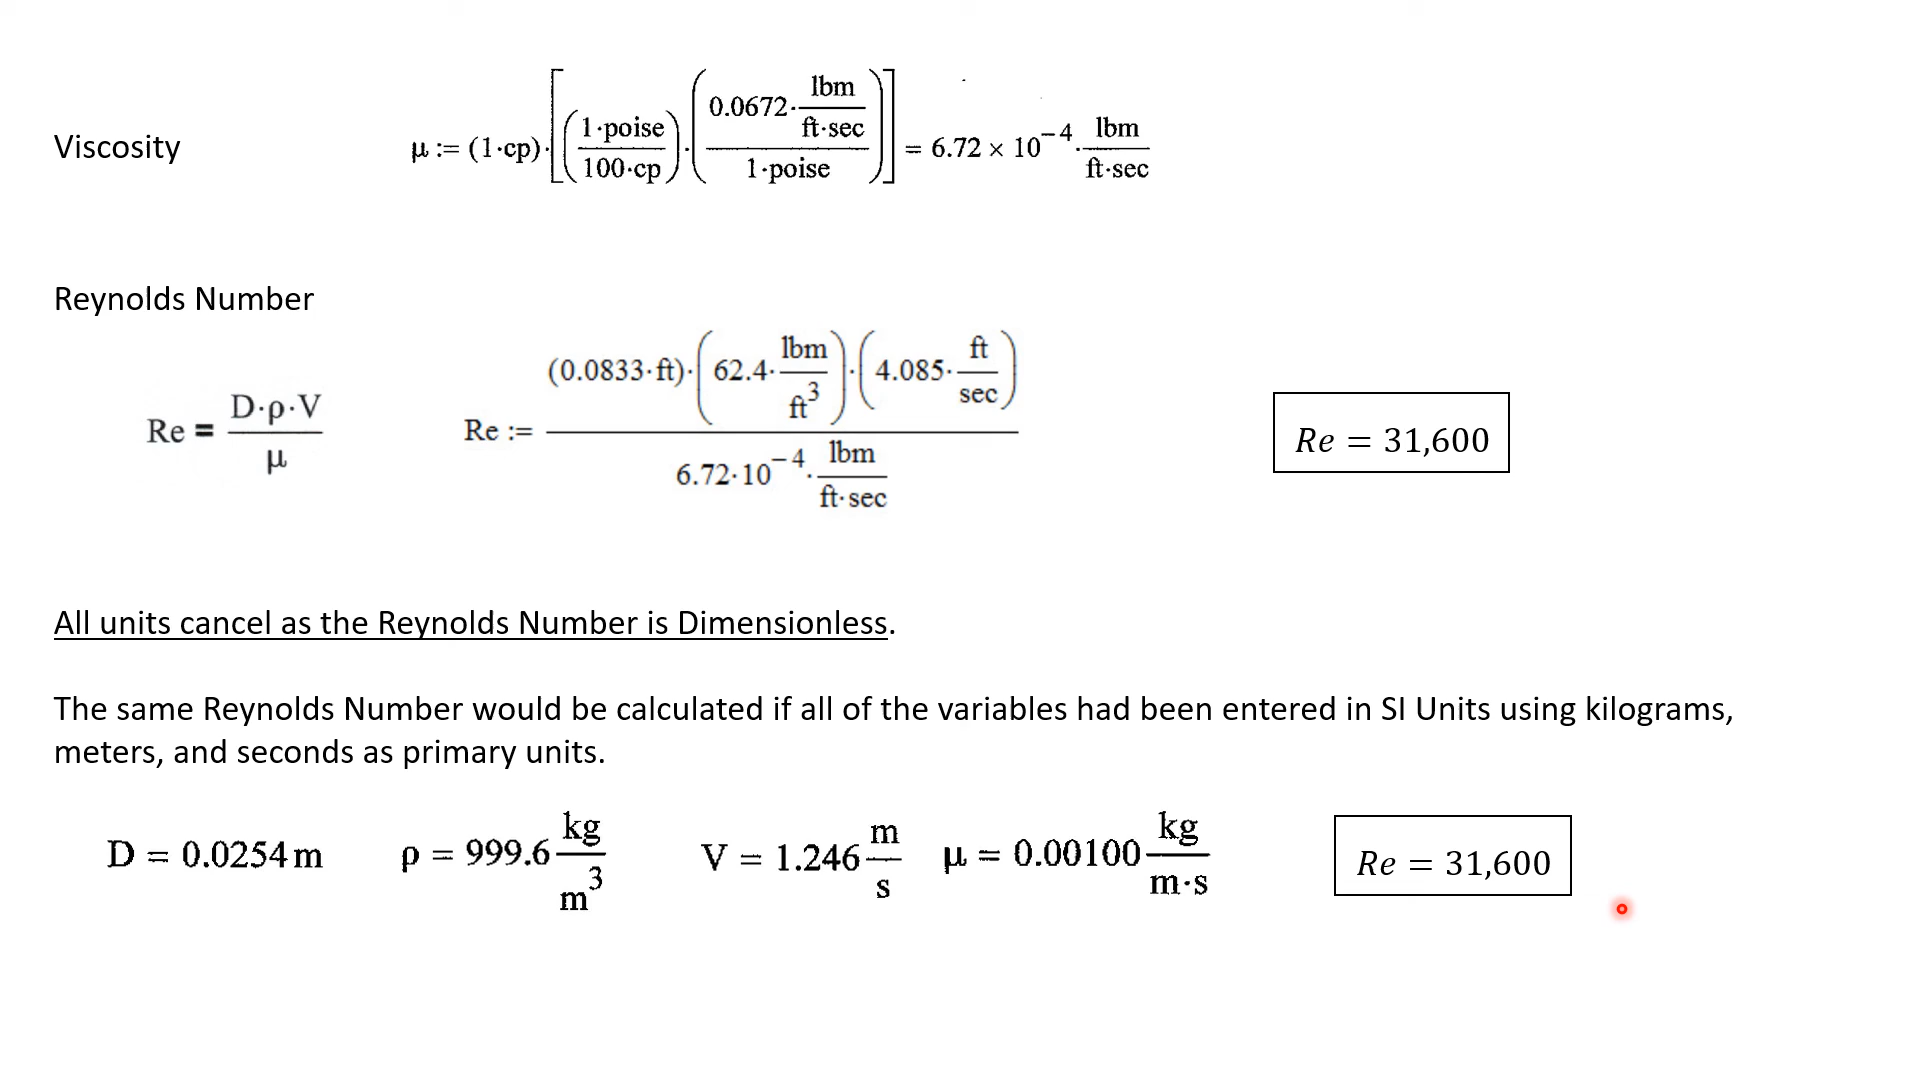 Viscosity μ := (1·cp)·[(1·poise/100·cp)·(0.0672·lbm/ft·sec/1·poise)] = 6.72 × 10⁻⁴·lbm/ft·sec
Reynolds Number
Re = D·ρ·V/μ Re := (0.0833·ft)·(62.4·lbm/ft³)·(4.085·ft/sec)/6.72·10⁻⁴·lbm/ft·sec Re = 31,600
All units cancel as the Reynolds Number is Dimensionless.
The same Reynolds Number would be calculated if all of the variables had been entered in SI Units using kilograms,
meters, and seconds as primary units.
D = 0.0254 m ρ = 999.6 kg/m³ V = 1.246 m/s μ = 0.00100 kg/m·s Re = 31,600